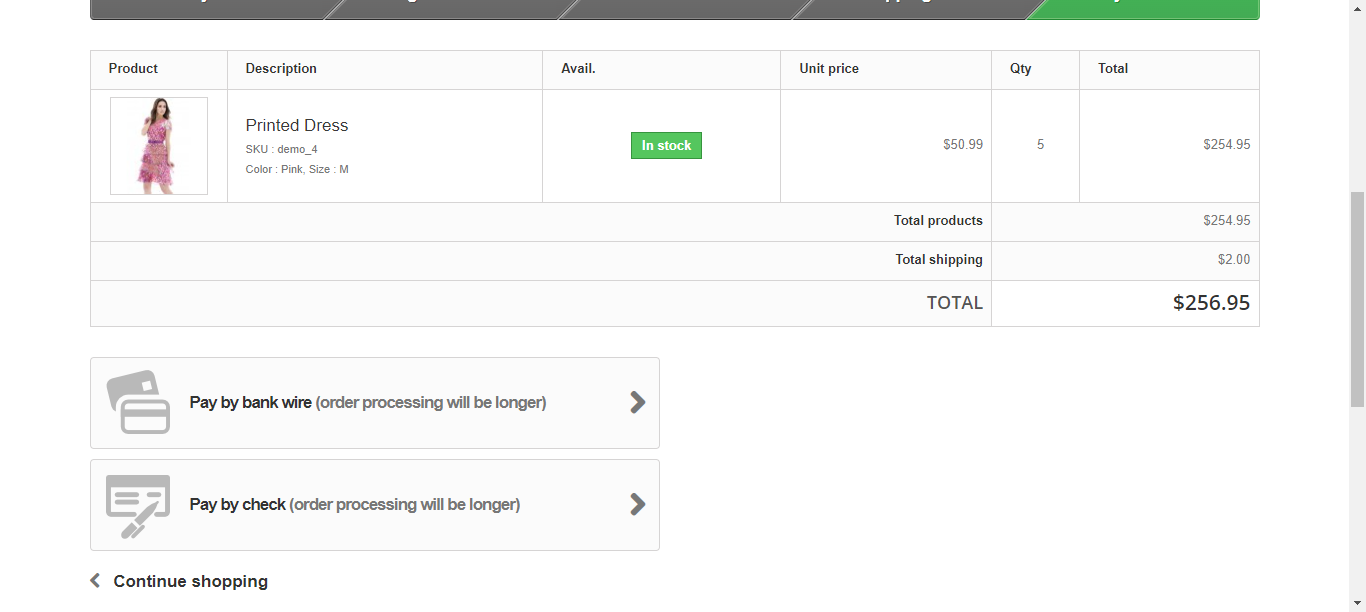 Product Description Avail. Unit price Qty Total
Printed Dress
SKU : demo_4
Color : Pink, Size : M
In stock $50.99 5 $254.95
Total products $254.95
Total shipping $2.00
TOTAL $256.95
Pay by bank wire (order processing will be longer)
Pay by check (order processing will be longer)
Continue shopping